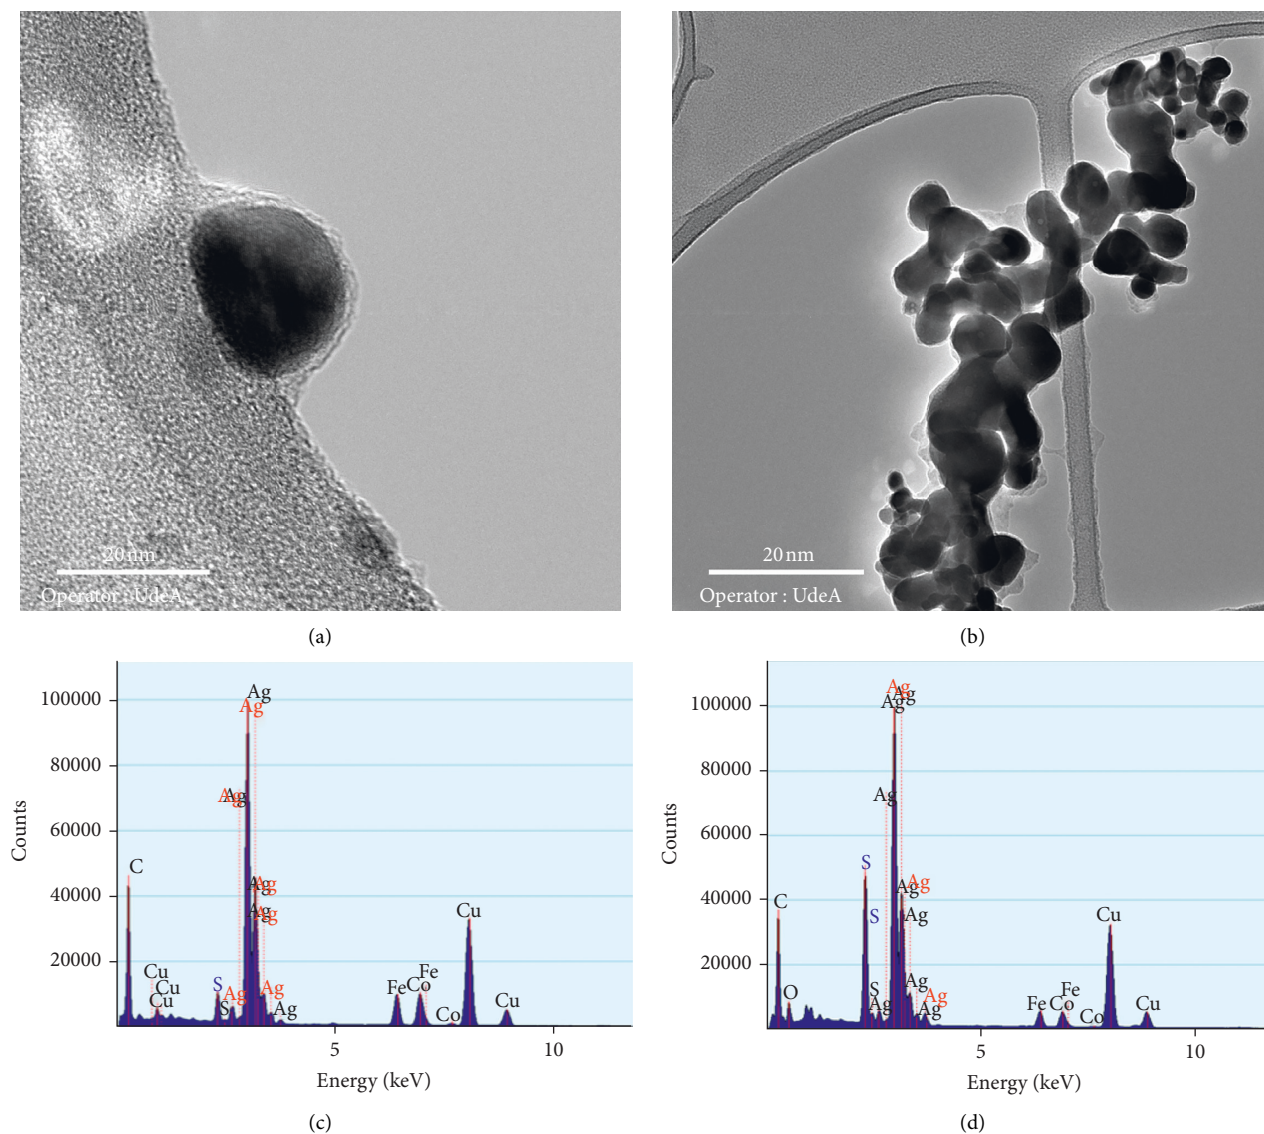 20 nm
Operator : UdeA
(a)
20 nm
Operator : UdeA
(b)
Counts
100000
80000
60000
40000
20000
5
10
Energy (keV)
C
Cu
Cu
Cu
S
S
Ag
Ag
Ag
Ag
Ag
Ag
Ag
Ag
Ag
Ag
Ag
Fe
Co
Fe
Co
Cu
Cu
(c)
Counts
100000
80000
60000
40000
20000
5
10
Energy (keV)
C
O
S
S
S
Ag
Ag
Ag
Ag
Ag
Ag
Ag
Ag
Ag
Ag
Ag
Fe
Co
Fe
Co
Cu
Cu
(d)